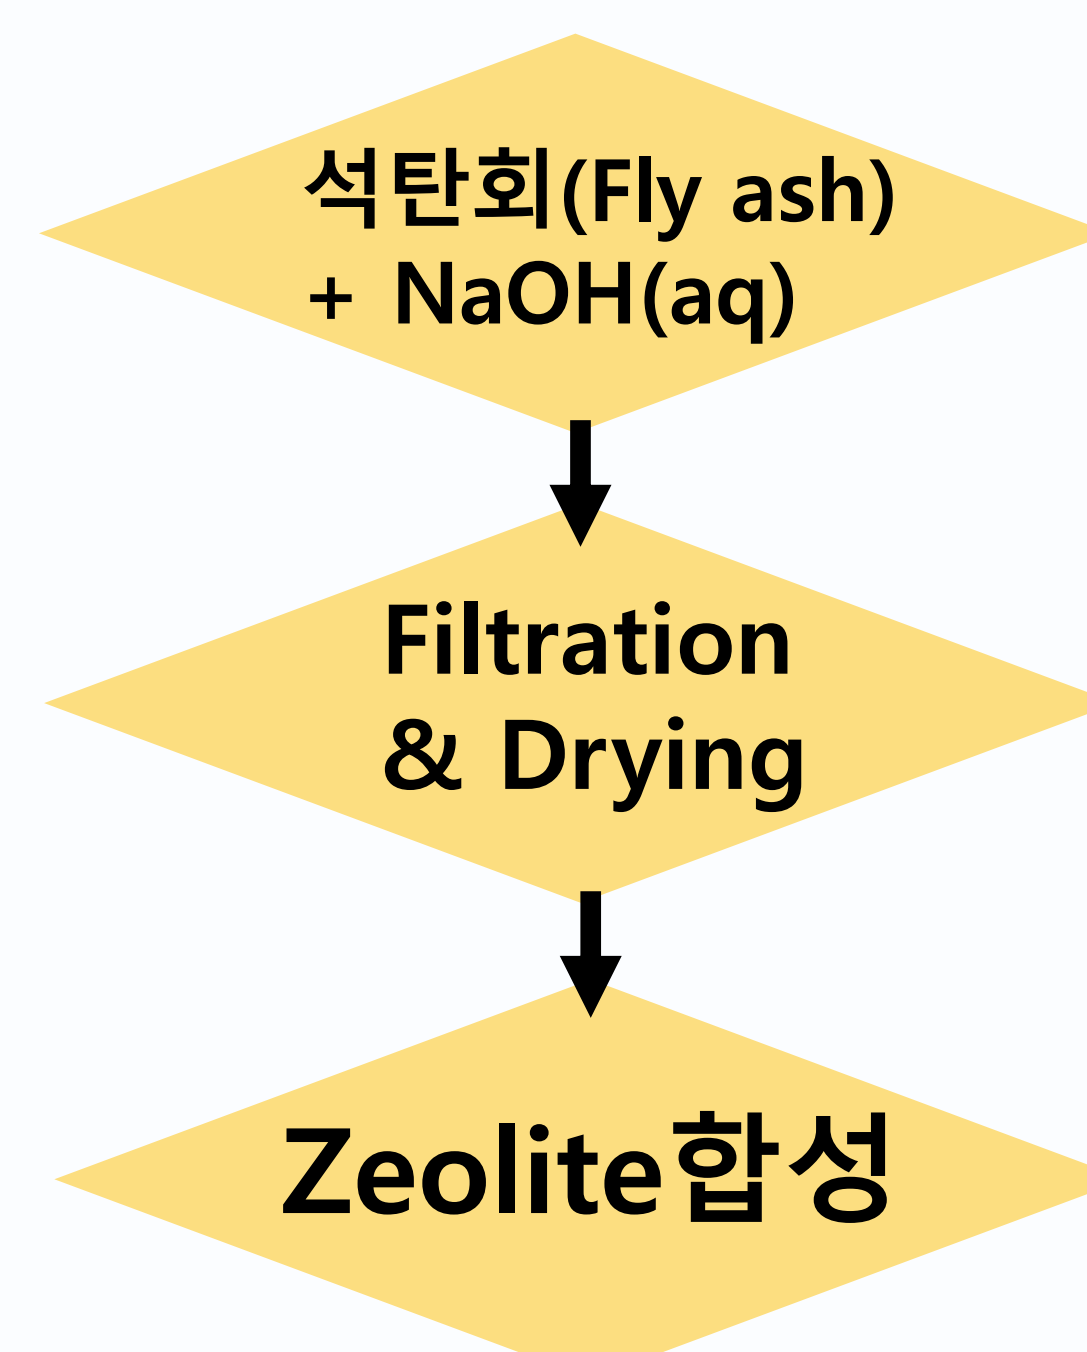 석탄회(Fly ash)
+ NaOH(aq)
Filtration
& Drying
Zeolite합성